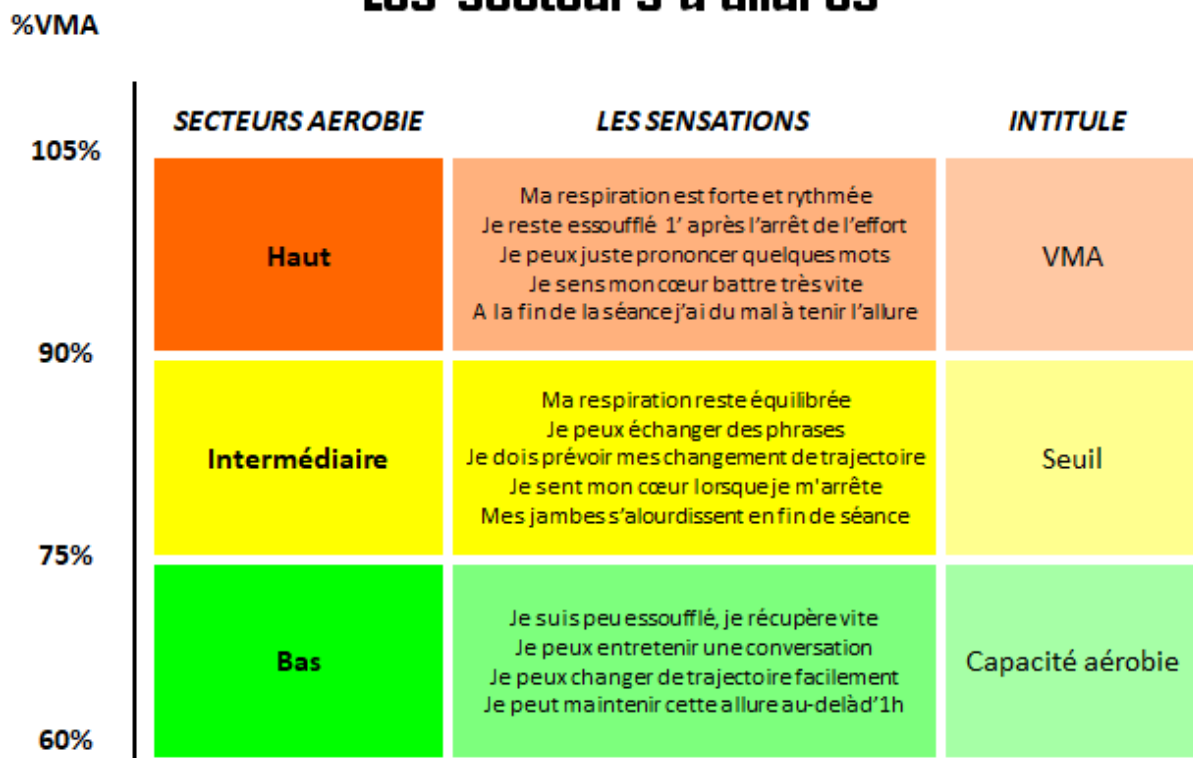 Les secteurs d'allures
%VMA
SECTEURS AEROBIE
LES SENSATIONS
INTITULE
105%
Haut
Ma respiration est forte et rythmée
Je reste essoufflé 1' après l'arrêt de l'effort
Je peux juste prononcer quelques mots
Je sens mon cœur battre très vite
A la fin de la séance j'ai du mal à tenir l'allure
VMA
90%
Intermédiaire
Ma respiration reste équilibrée
Je peux échanger des phrases
Je dois prévoir mes changement de trajectoire
Je sent mon cœur lorsque je m'arrête
Mes jambes s'alourdissent en fin de séance
Seuil
75%
Bas
Je suis peu essoufflé, je récupère vite
Je peux entretenir une conversation
Je peux changer de trajectoire facilement
Je peut maintenir cette allure au-delà d'1h
Capacité aérobie
60%